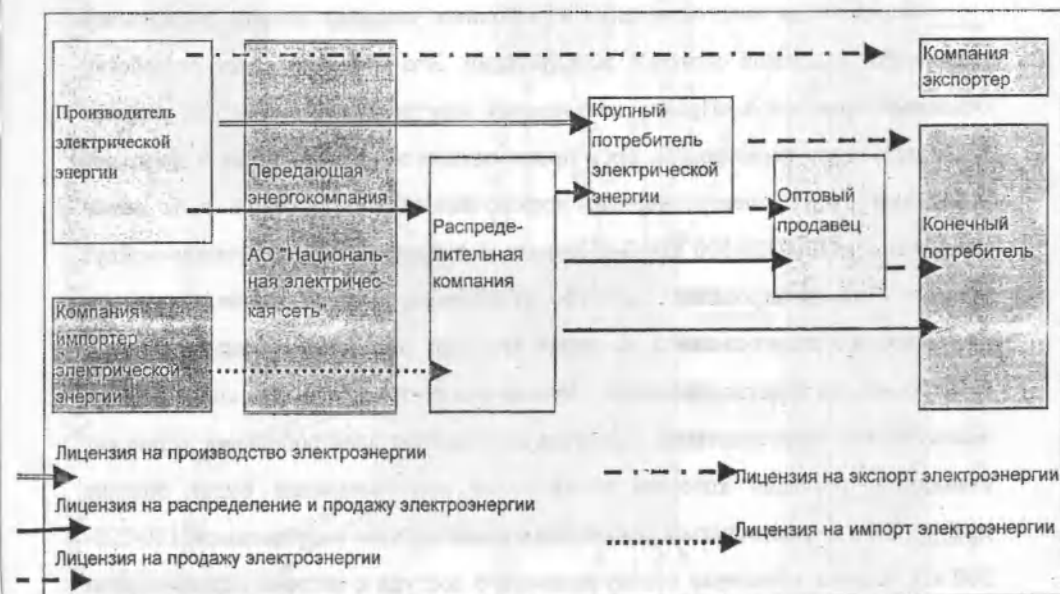 Производитель
электрической
энергии
Компания
импортер
электрической
энергии
Передающая
энергокомпания
АО "Националь-
ная электричес-
кая сеть"
Распреде-
лительная
компания
Крупный
потребитель
электрической
энергии
Оптовый
продавец
Компания
экспортер
Конечный
потребитель
Лицензия на производство электроэнергии
Лицензия на распределение и продажу электроэнергии
Лицензия на продажу электроэнергии
Лицензия на экспорт электроэнергии
Лицензия на импорт электроэнергии